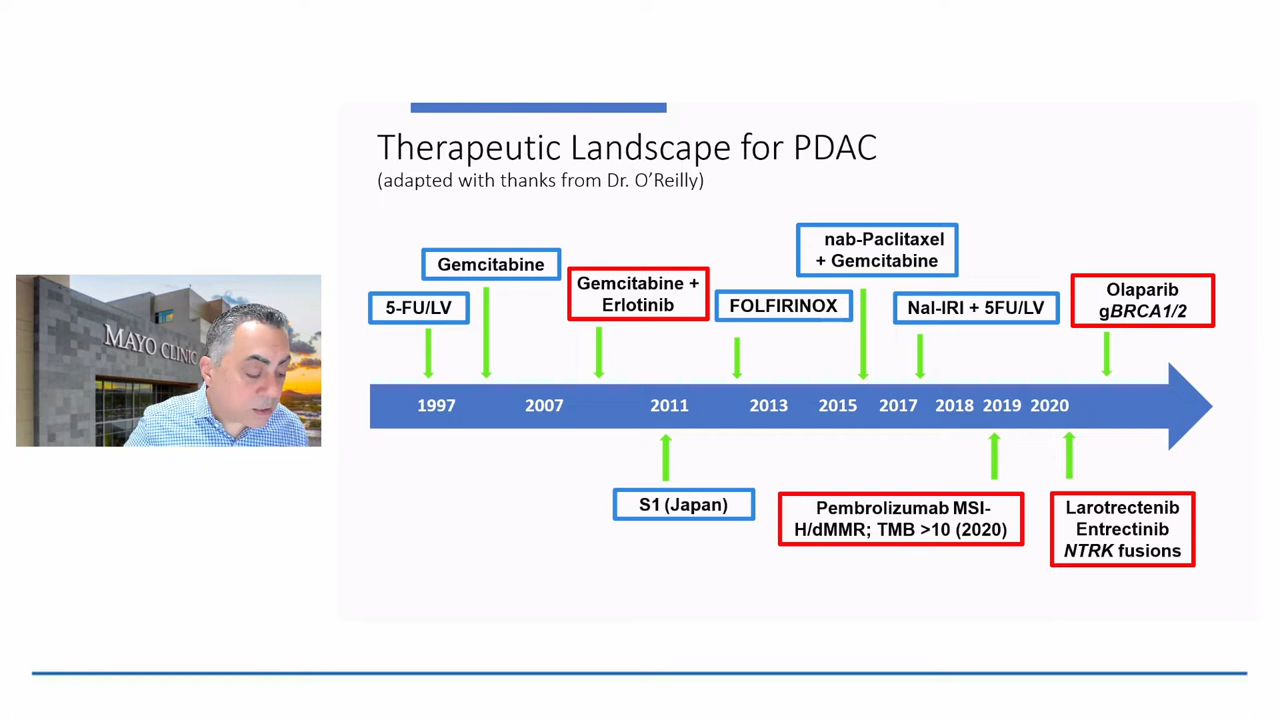 Therapeutic Landscape for PDAC
(adapted with thanks from Dr. O'Reilly)
nab-Paclitaxel
+ Gemcitabine
Gemcitabine
Gemcitabine +
Erlotinib
5-FU/LV
FOLFIRINOX
Nal-IRI + 5FU/LV
Olaparib
gBRCA1/2
MAYO CLINIC
1997 2007 2011 2013 2015 2017 2018 2019 2020
S1 (Japan)
Pembrolizumab MSI-
H/dMMR; TMB >10 (2020)
Larotrectenib
Entrectinib
NTRK fusions